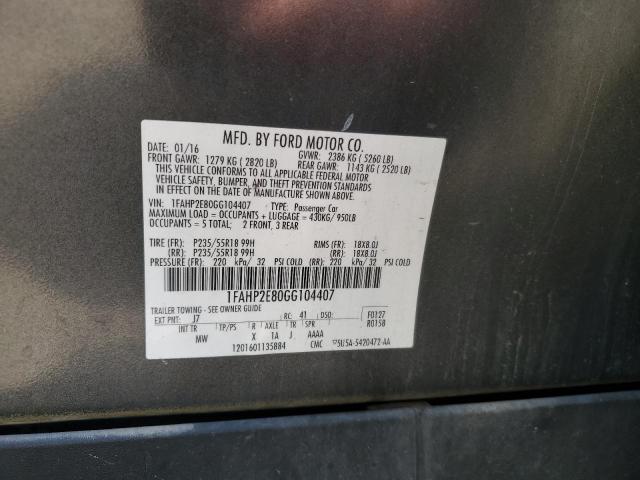 MFD. BY FORD MOTOR CO.
DATE: 01/16 GVWR: 2386 KG ( 5260 LB)
FRONT GAWR: 1279 KG ( 2820 LB) REAR GAWR: 1143 KG ( 2520 LB)
THIS VEHICLE CONFORMS TO ALL APPLICABLE FEDERAL MOTOR
VEHICLE SAFETY, BUMPER, AND THEFT PREVENTION STANDARDS
IN EFFECT ON THE DATE OF MANUFACTURE SHOWN ABOVE.
VIN: 1FAHP2E80GG104407 TYPE: Passenger Car
MAXIMUM LOAD = OCCUPANTS + LUGGAGE = 430KG/ 950LB
OCCUPANTS = 5 TOTAL; 2 FRONT, 3 REAR
TIRE (FR): P235/55R18 99H RIMS (FR): 18X8.0J
(RR): P235/55R18 99H (RR): 18X8.0J
PRESSURE (FR): 220 kPa/ 32 PSI COLD (RR): 220 kPa/ 32 PSI COLD
1FAHP2E80GG104407
TRAILER TOWING - SEE OWNER GUIDE
EXT PNT: J7 RC: 41 DSO: F0127
R0158
INT TR TP/PS R AXLE TR SPR
MW X 1A J AAAA
1201601135884 CMC 5U5A-5420472-AA